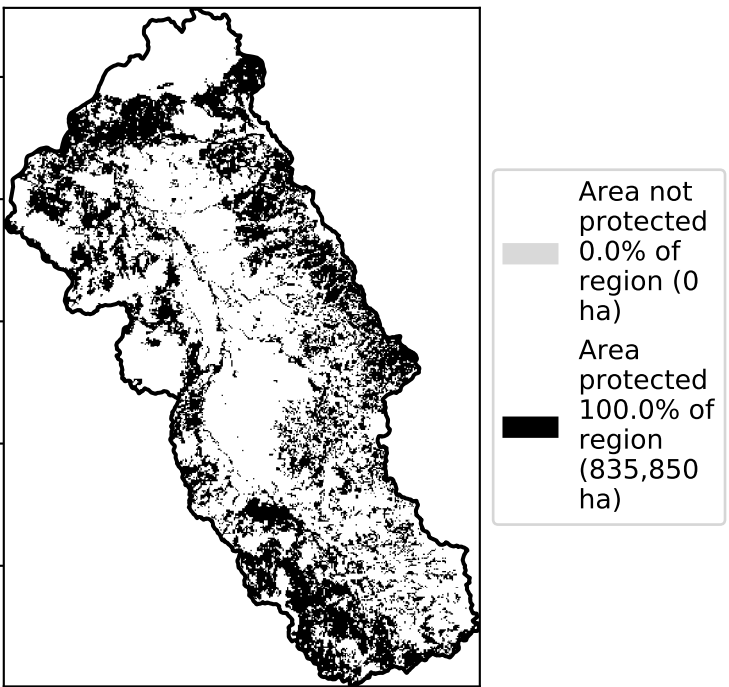 Area not
protected
0.0% of
region (0
ha)
Area
protected
100.0% of
region
(835,850
ha)